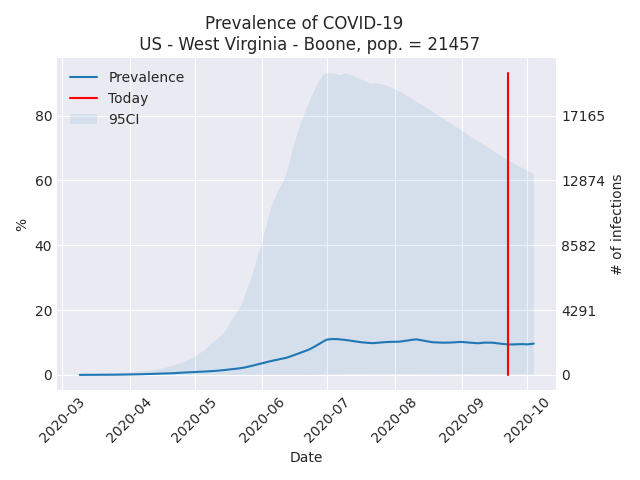 Prevalence of COVID-19
US - West Virginia - Boone, pop. = 21457
Prevalence
Today
95CI
80
60
40
20
0
%
17165
12874
8582
4291
0
# of infections
2020-03
2020-04
2020-05
2020-06
2020-07
2020-08
2020-09
2020-10
Date